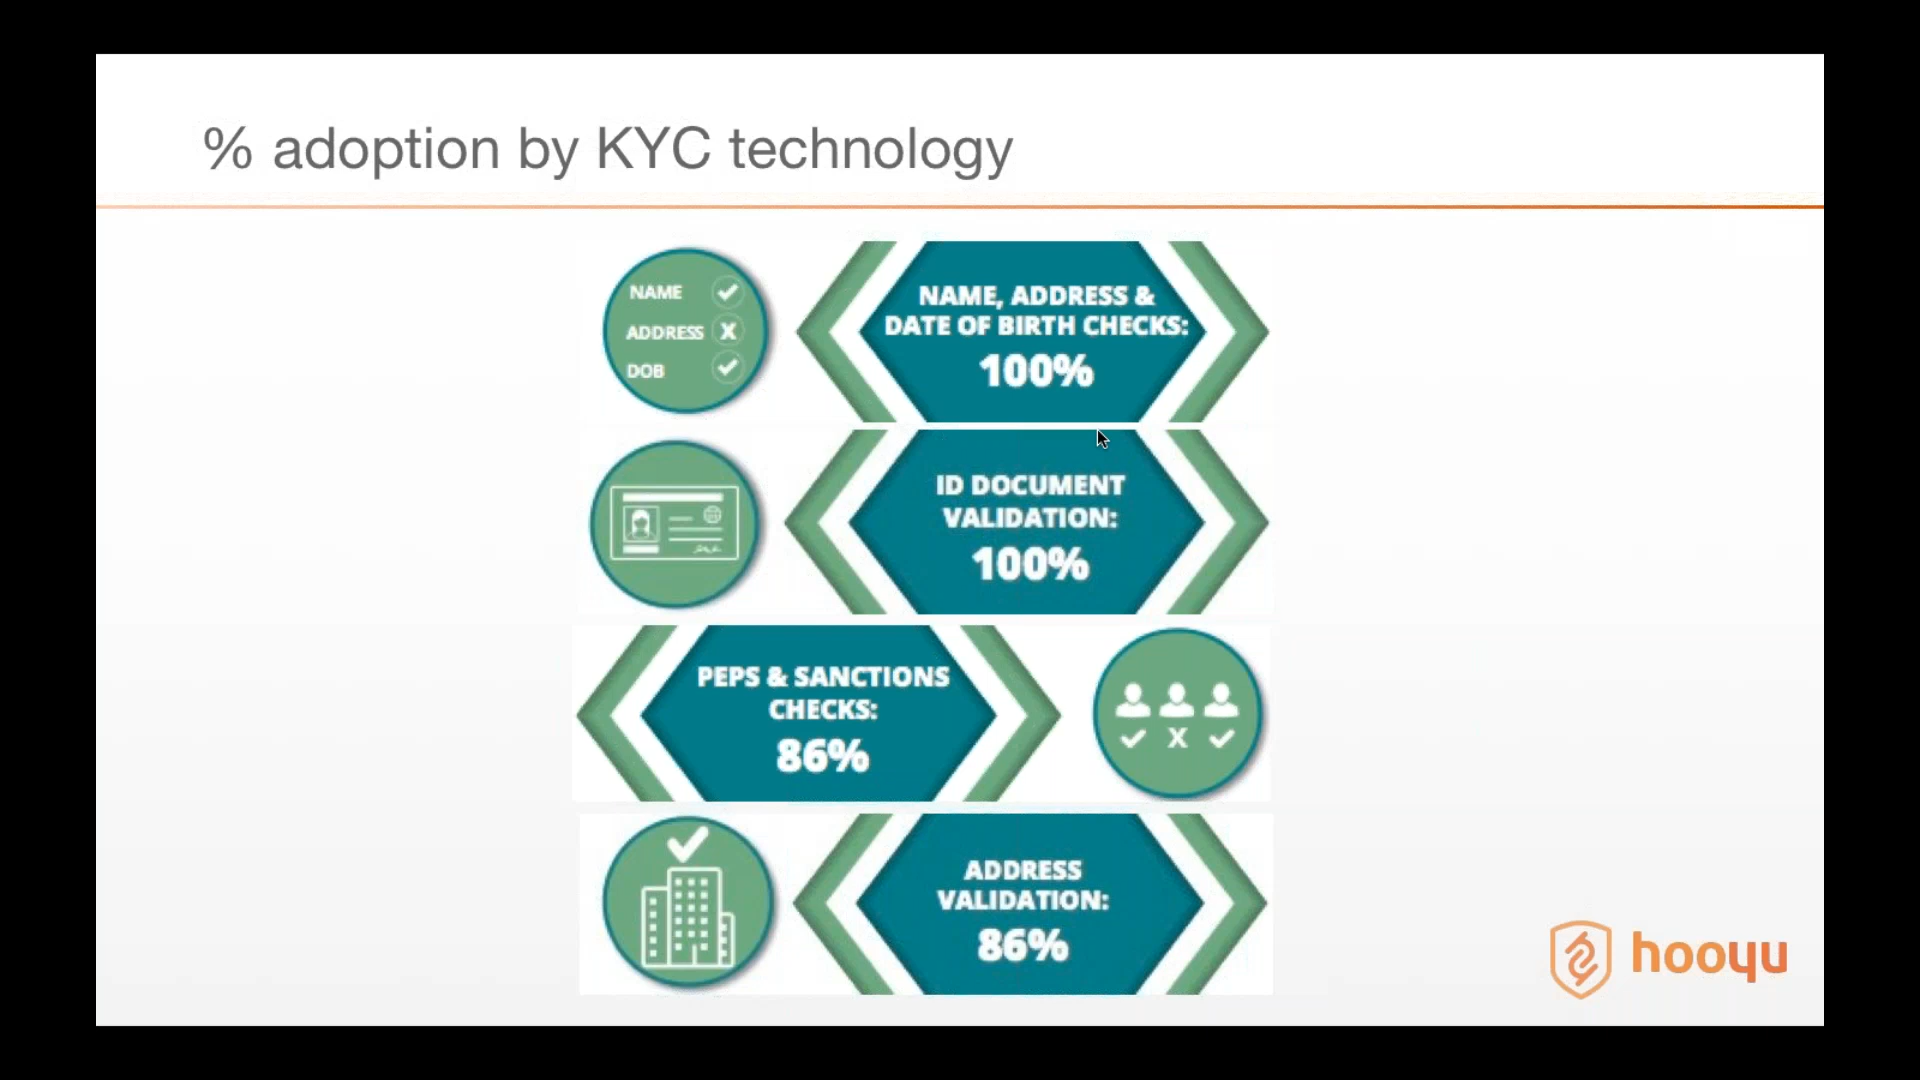 % adoption by KYC technology
NAME
ADDRESS X
DOB
NAME, ADDRESS &
DATE OF BIRTH CHECKS:
100%
ID DOCUMENT
VALIDATION:
100%
PEPS & SANCTIONS
CHECKS:
86%
X
ADDRESS
VALIDATION:
86%
hooyu